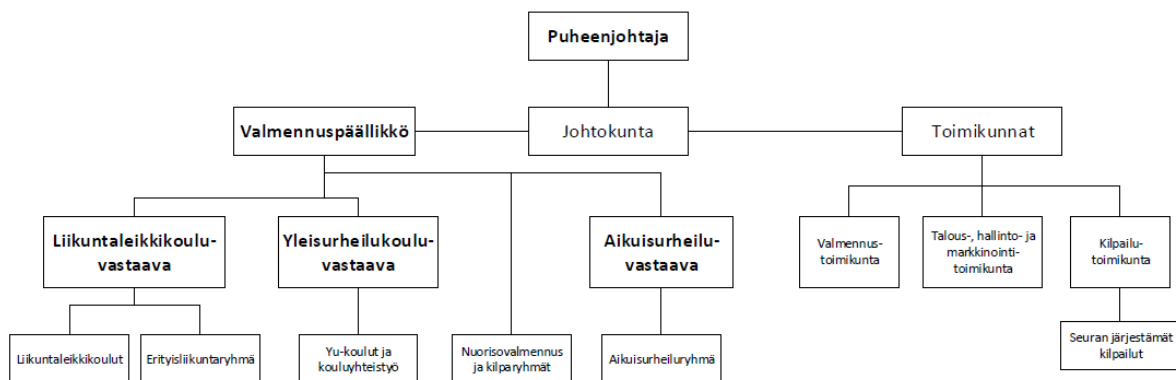 Puheenjohtaja
Valmennuspäällikkö
Johtokunta
Toimikunnat
Liikuntaleikkikoulu-
vastaava
Yleisurheilukoulu-
vastaava
Aikuisurheilu-
vastaava
Valmennus-
toimikunta
Talous-, hallinto- ja
markkinointi-
toimikunta
Kilpailu-
toimikunta
Liikuntaleikkikoulut
Erityisliikuntaryhmä
Yu-koulut ja
kouluyhteistyö
Nuorisovalmennus
ja kilparyhmät
Aikuisurheiluryhmä
Seuran järjestämät
kilpailut